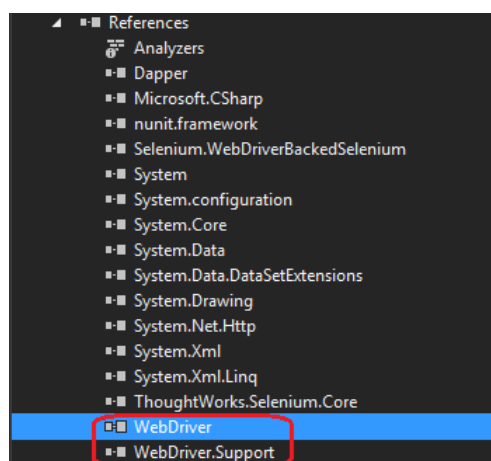 References
Analyzers
Dapper
Microsoft.CSharp
nunit.framework
Selenium.WebDriverBackedSelenium
System
System.configuration
System.Core
System.Data
System.Data.DataSetExtensions
System.Drawing
System.Net.Http
System.Xml
System.Xml.Linq
ThoughtWorks.Selenium.Core
WebDriver
WebDriver.Support